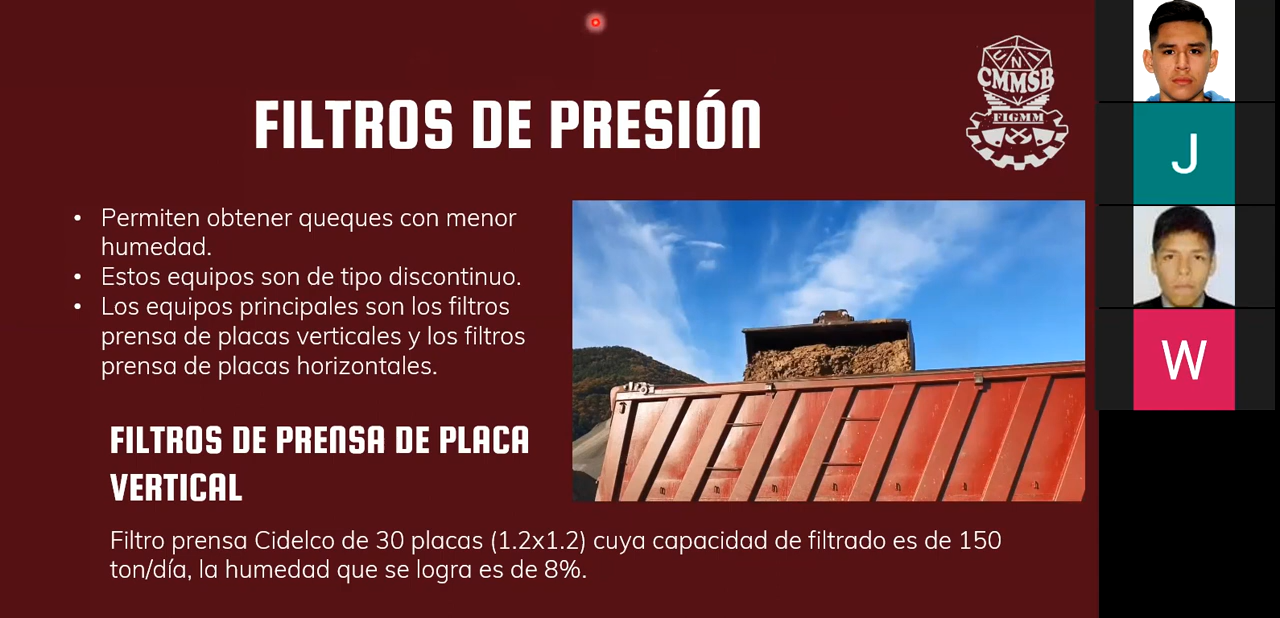 UNI
CMMSB
FIGMM
FILTROS DE PRESIÓN
• Permiten obtener queques con menor
humedad.
• Estos equipos son de tipo discontinuo.
• Los equipos principales son los filtros
prensa de placas verticales y los filtros
prensa de placas horizontales.
FILTROS DE PRENSA DE PLACA
VERTICAL
Filtro prensa Cidelco de 30 placas (1.2x1.2) cuya capacidad de filtrado es de 150
ton/día, la humedad que se logra es de 8%.
J
W